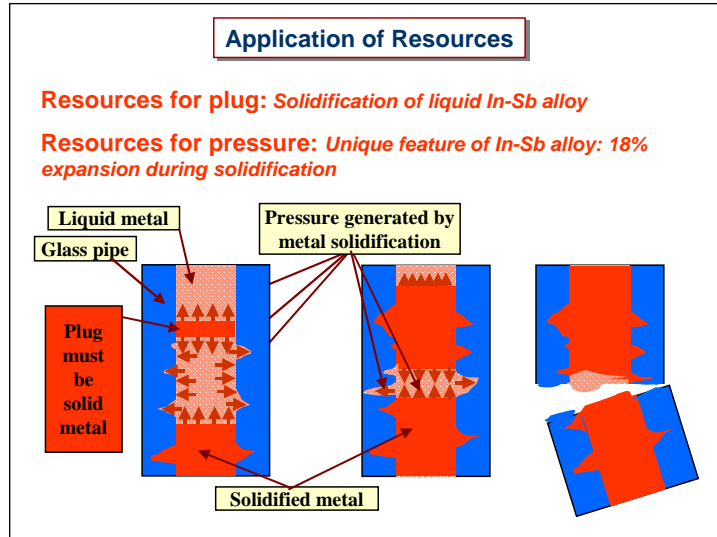 Application of Resources
Resources for plug: Solidification of liquid In-Sb alloy
Resources for pressure: Unique feature of In-Sb alloy: 18%
expansion during solidification
Liquid metal
Glass pipe
Pressure generated by
metal solidification
Plug
must
be
solid
metal
Solidified metal